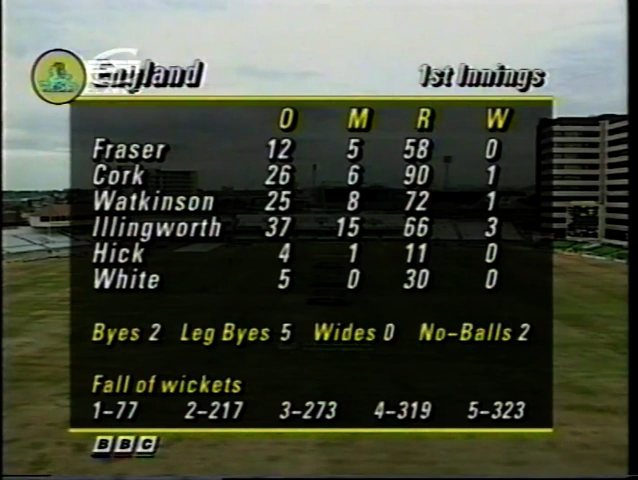 England 1st Innings
O M R W
Fraser 12 5 58 0
Cork 26 6 90 1
Watkinson 25 8 72 1
Illingworth 37 15 66 3
Hick 4 1 11 0
White 5 0 30 0
Byes 2 Leg Byes 5 Wides 0 No-Balls 2
Fall of wickets
1-77 2-217 3-273 4-319 5-323
BBC